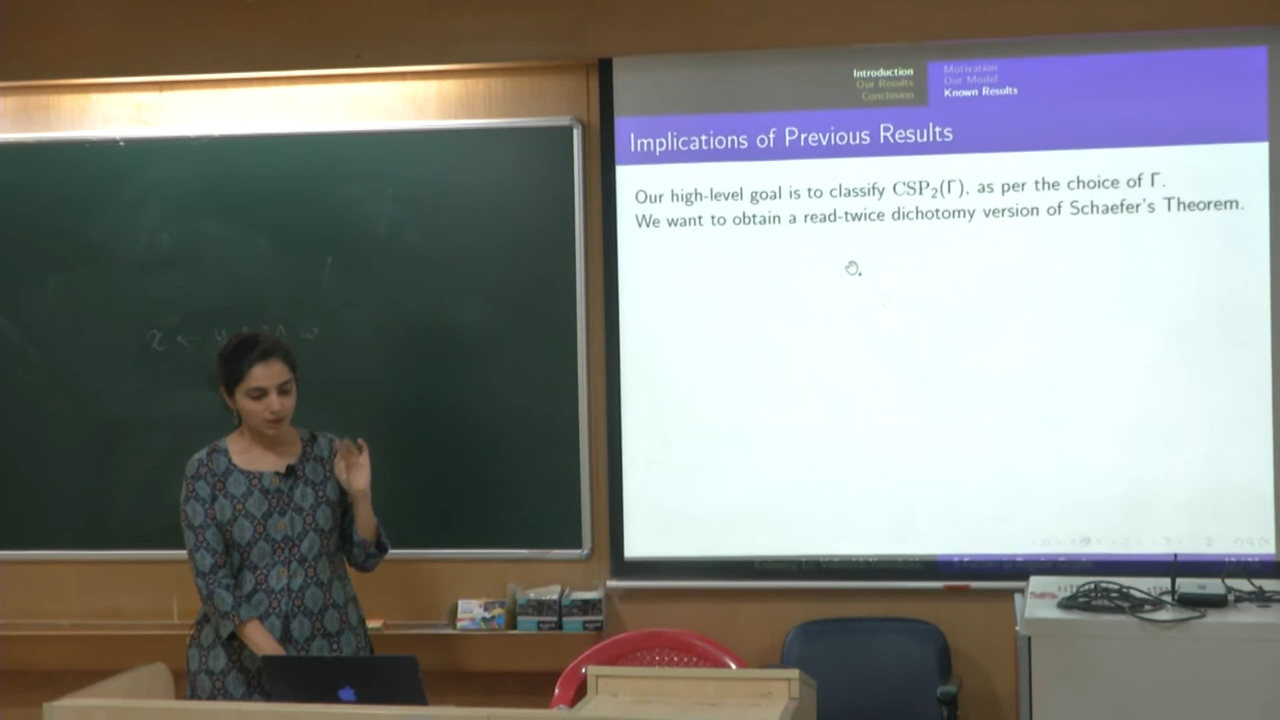 Introduction
Our Results
Conclusion
Motivation
Our Model
Known Results
Implications of Previous Results
Our high-level goal is to classify CSP₂(Γ), as per the choice of Γ.
We want to obtain a read-twice dichotomy version of Schaefer's Theorem.